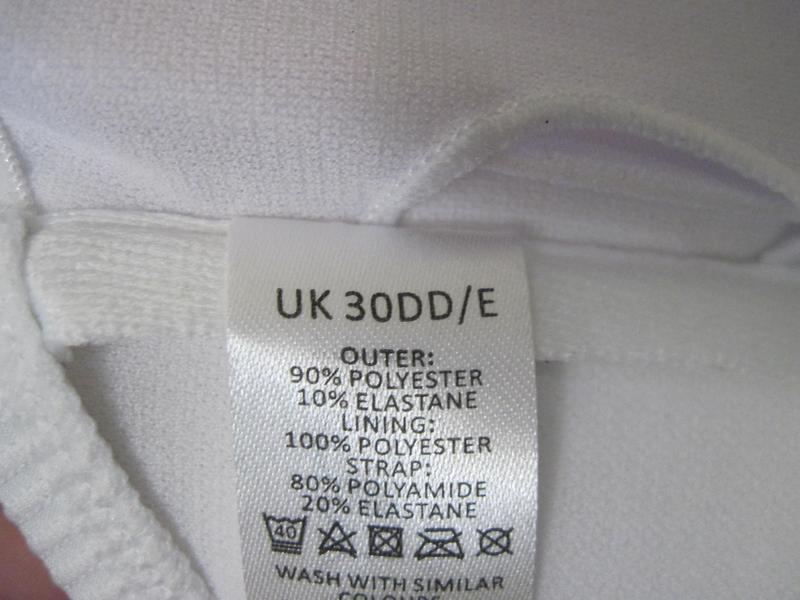 UK 30DD/E
OUTER:
90% POLYESTER
10% ELASTANE
LINING:
100% POLYESTER
STRAP:
80% POLYAMIDE
20% ELASTANE
40
WASH WITH SIMILAR
COLOURS